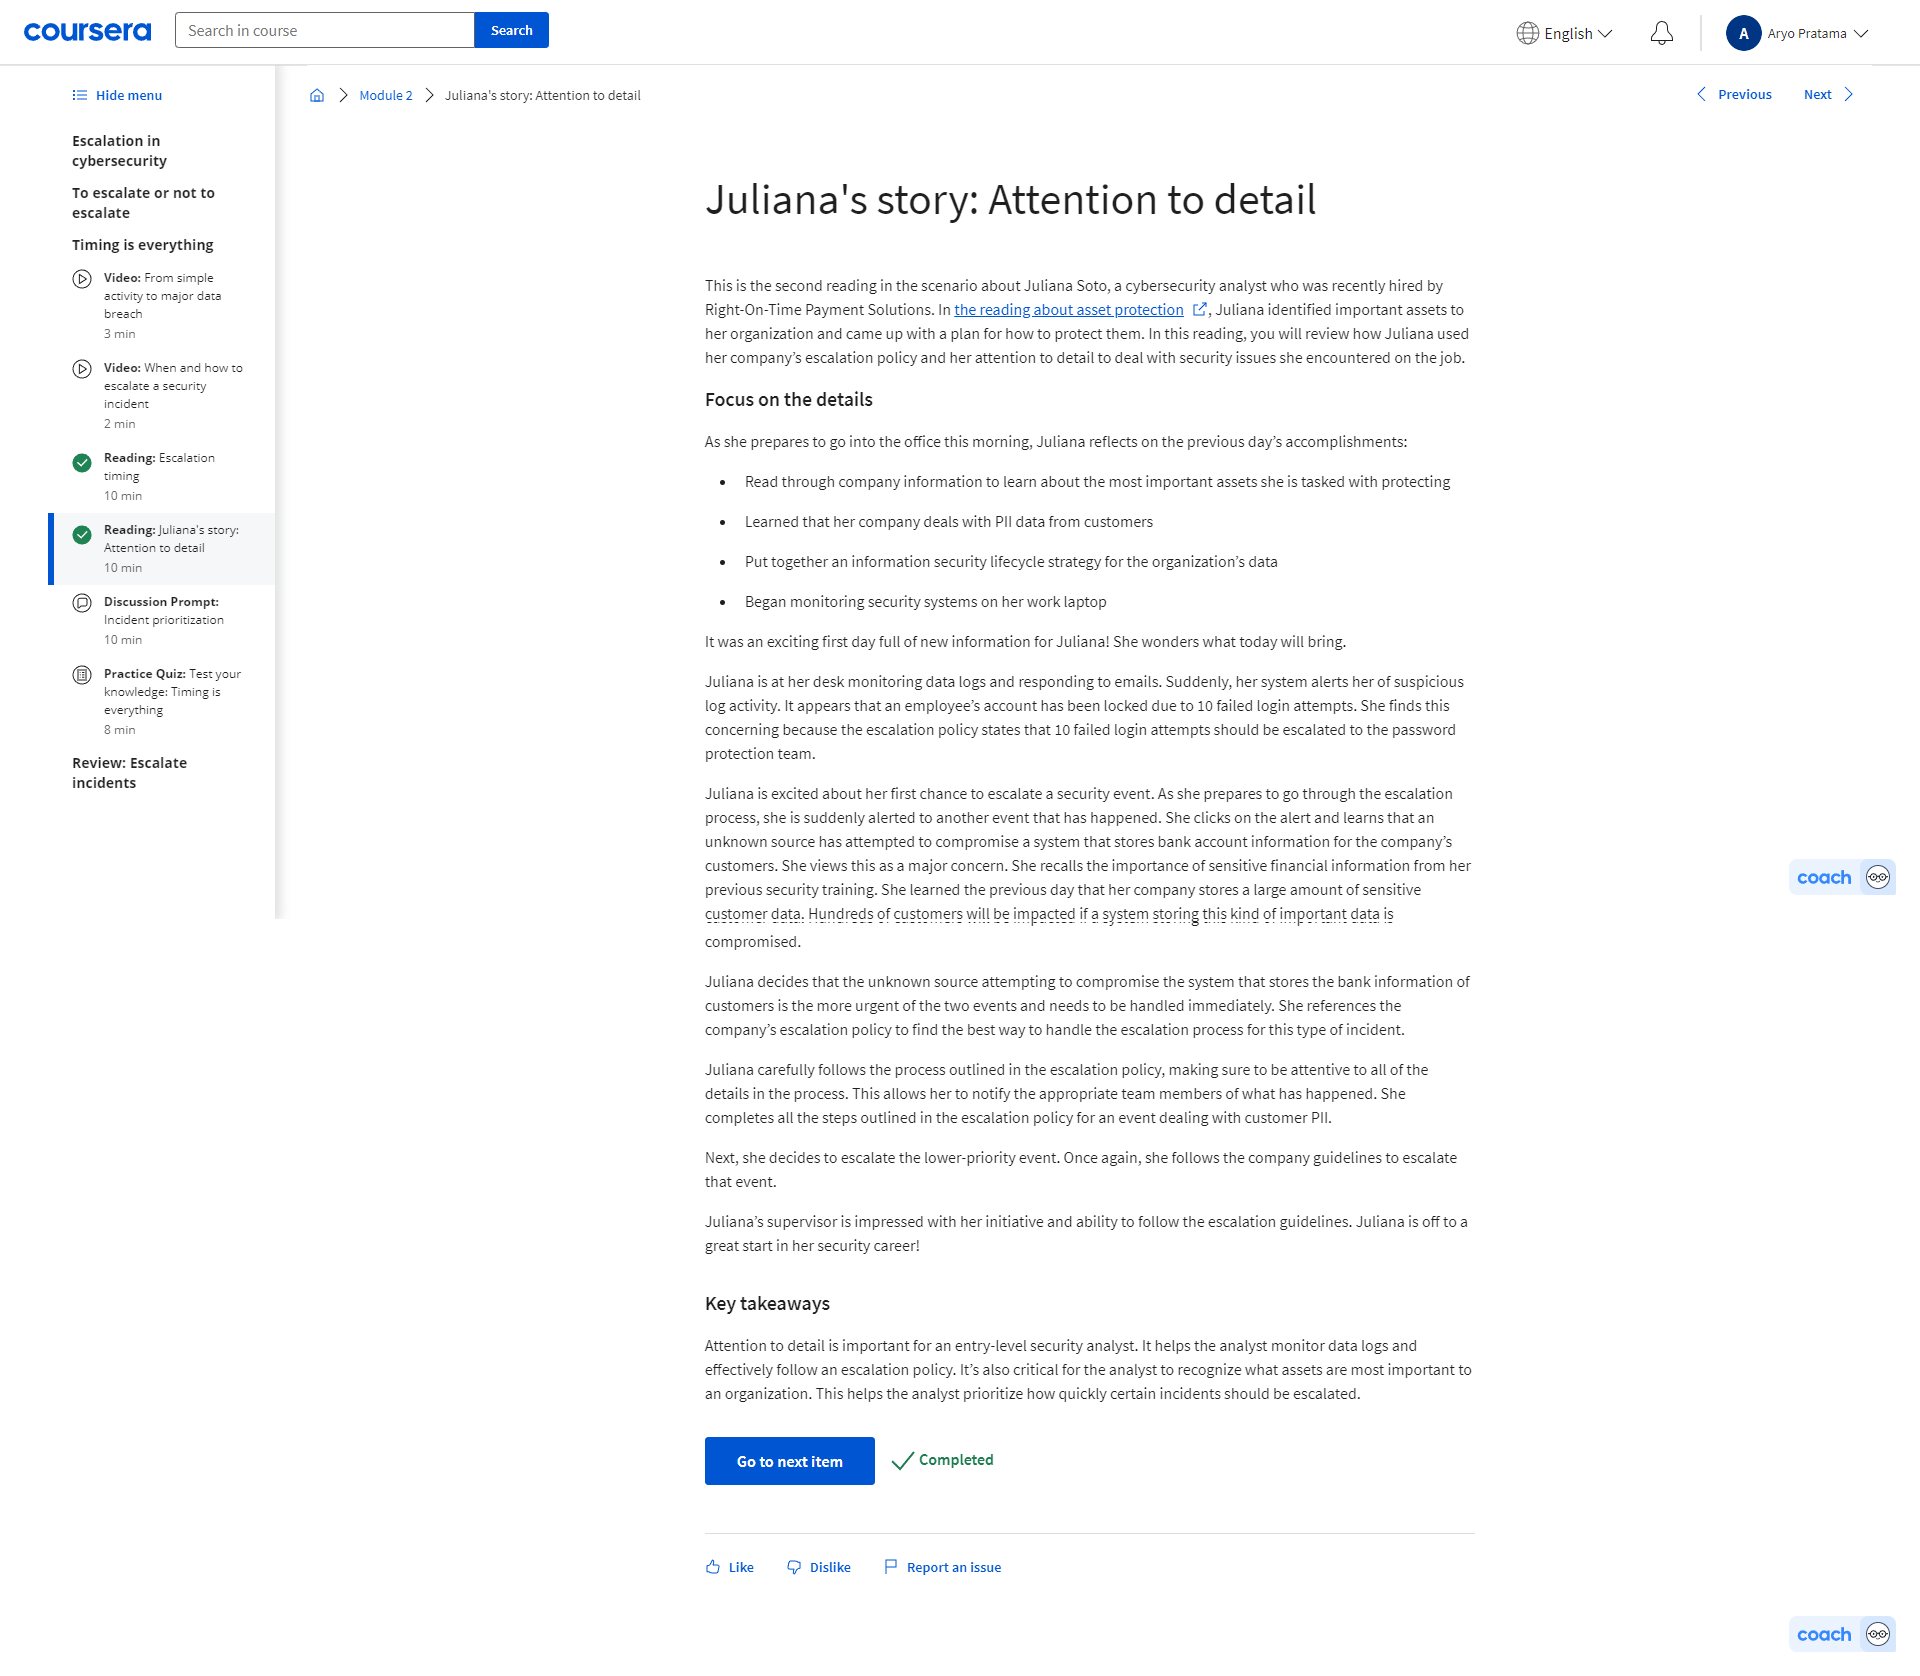 coursera
Search in course
Search
English
A
Aryo Pratama
Hide menu
Escalation in
cybersecurity
To escalate or not to
escalate
Timing is everything
Video: From simple
activity to major data
breach
3 min
Video: When and how to
escalate a security
incident
2 min
Reading: Escalation
timing
10 min
Reading: Juliana's story:
Attention to detail
10 min
Discussion Prompt:
Incident prioritization
10 min
Practice Quiz: Test your
knowledge: Timing is
everything
8 min
Review: Escalate
incidents
Module 2
Juliana's story: Attention to detail
Previous
Next
Juliana's story: Attention to detail
This is the second reading in the scenario about Juliana Soto, a cybersecurity analyst who was recently hired by
Right-On-Time Payment Solutions. In the reading about asset protection, Juliana identified important assets to
her organization and came up with a plan for how to protect them. In this reading, you will review how Juliana used
her company’s escalation policy and her attention to detail to deal with security issues she encountered on the job.
Focus on the details
As she prepares to go into the office this morning, Juliana reflects on the previous day’s accomplishments:
• Read through company information to learn about the most important assets she is tasked with protecting
• Learned that her company deals with PII data from customers
• Put together an information security lifecycle strategy for the organization’s data
• Began monitoring security systems on her work laptop
It was an exciting first day full of new information for Juliana! She wonders what today will bring.
Juliana is at her desk monitoring data logs and responding to emails. Suddenly, her system alerts her of suspicious
log activity. It appears that an employee’s account has been locked due to 10 failed login attempts. She finds this
concerning because the escalation policy states that 10 failed login attempts should be escalated to the password
protection team.
Juliana is excited about her first chance to escalate a security event. As she prepares to go through the escalation
process, she is suddenly alerted to another event that has happened. She clicks on the alert and learns that an
unknown source has attempted to compromise a system that stores bank account information for the company’s
customers. She views this as a major concern. She recalls the importance of sensitive financial information from her
previous security training. She learned the previous day that her company stores a large amount of sensitive
customer data. Hundreds of customers will be impacted if a system storing this kind of important data is
compromised.
Juliana decides that the unknown source attempting to compromise the system that stores the bank information of
customers is the more urgent of the two events and needs to be handled immediately. She references the
company’s escalation policy to find the best way to handle the escalation process for this type of incident.
Juliana carefully follows the process outlined in the escalation policy, making sure to be attentive to all of the
details in the process. This allows her to notify the appropriate team members of what has happened. She
completes all the steps outlined in the escalation policy for an event dealing with customer PII.
Next, she decides to escalate the lower-priority event. Once again, she follows the company guidelines to escalate
that event.
Juliana’s supervisor is impressed with her initiative and ability to follow the escalation guidelines. Juliana is off to a
great start in her security career!
Key takeaways
Attention to detail is important for an entry-level security analyst. It helps the analyst monitor data logs and
effectively follow an escalation policy. It’s also critical for the analyst to recognize what assets are most important to
an organization. This helps the analyst prioritize how quickly certain incidents should be escalated.
Go to next item
Completed
Like
Dislike
Report an issue
coach
coach